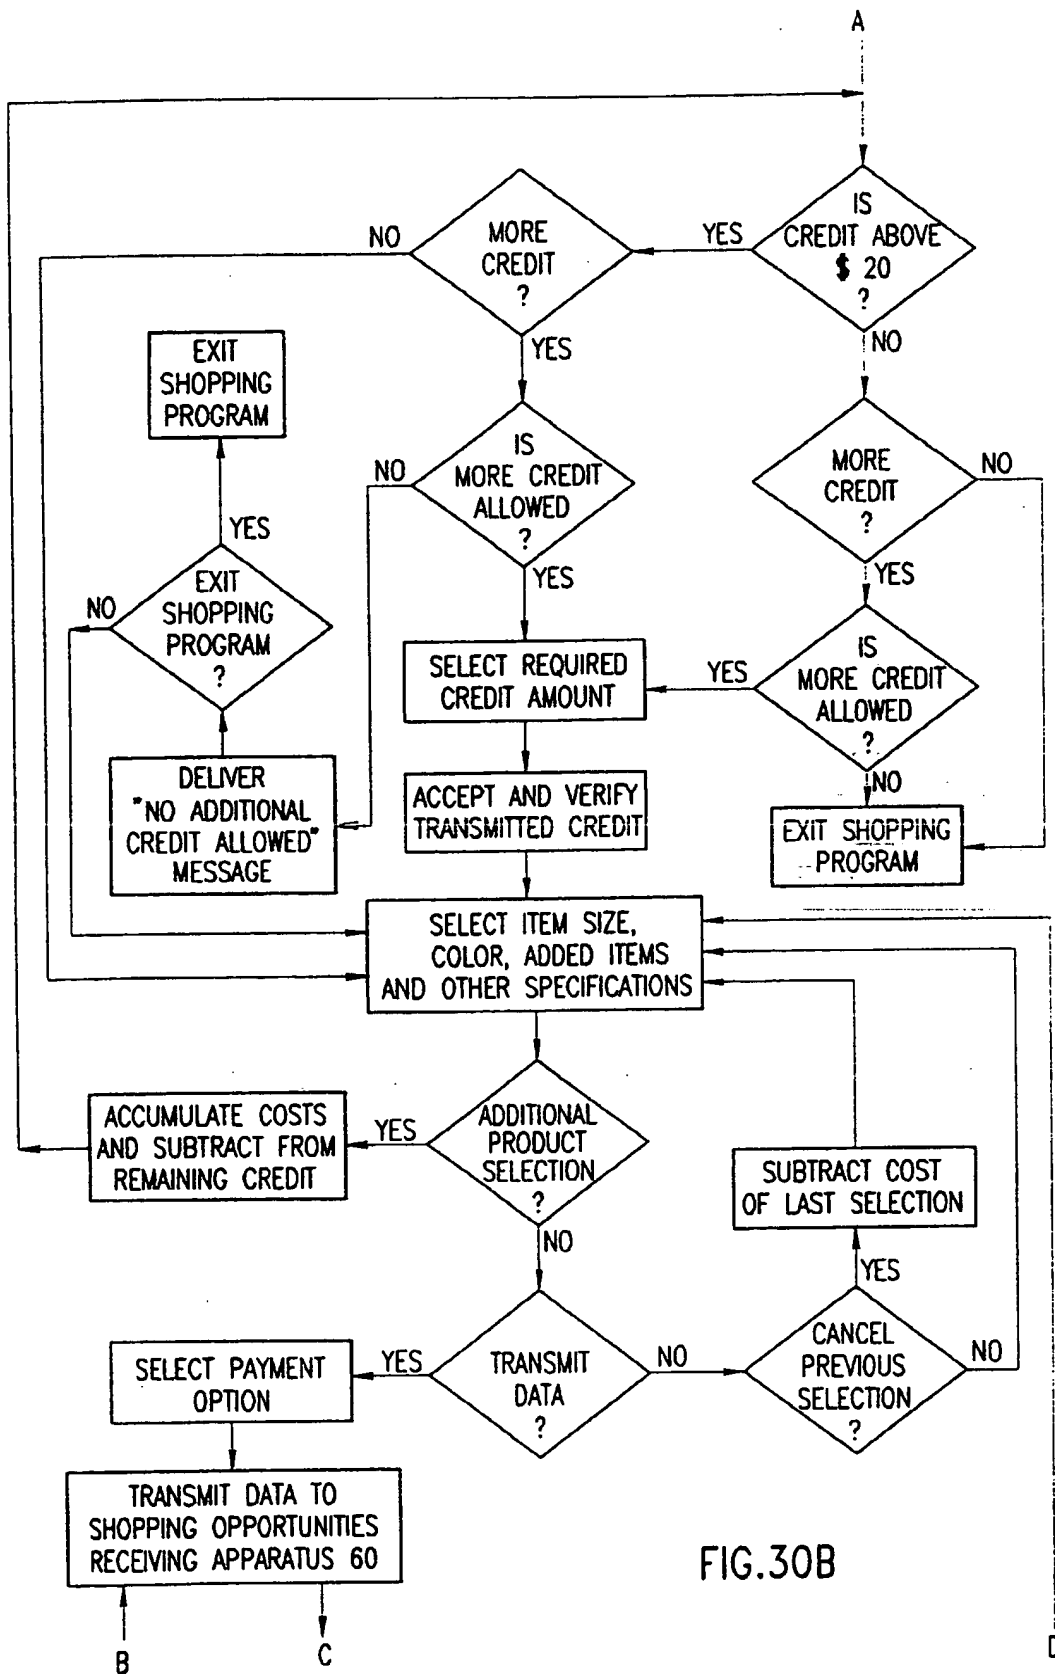 A
IS
CREDIT ABOVE
$ 20
?
YES
NO
MORE
CREDIT
?
NO
YES
EXIT
SHOPPING
PROGRAM
IS
MORE CREDIT
ALLOWED
?
NO
YES
MORE
CREDIT
?
NO
YES
YES
EXIT
SHOPPING
PROGRAM
?
NO
SELECT REQUIRED
CREDIT AMOUNT
YES
IS
MORE CREDIT
ALLOWED
?
NO
DELIVER
"NO ADDITIONAL
CREDIT ALLOWED"
MESSAGE
ACCEPT AND VERIFY
TRANSMITTED CREDIT
EXIT SHOPPING
PROGRAM
SELECT ITEM SIZE,
COLOR, ADDED ITEMS
AND OTHER SPECIFICATIONS
ACCUMULATE COSTS
AND SUBTRACT FROM
REMAINING CREDIT
YES
ADDITIONAL
PRODUCT
SELECTION
?
NO
SUBTRACT COST
OF LAST SELECTION
YES
SELECT PAYMENT
OPTION
YES
TRANSMIT
DATA
?
NO
CANCEL
PREVIOUS
SELECTION
?
NO
TRANSMIT DATA TO
SHOPPING OPPORTUNITIES
RECEIVING APPARATUS 60
FIG.30B
B
C